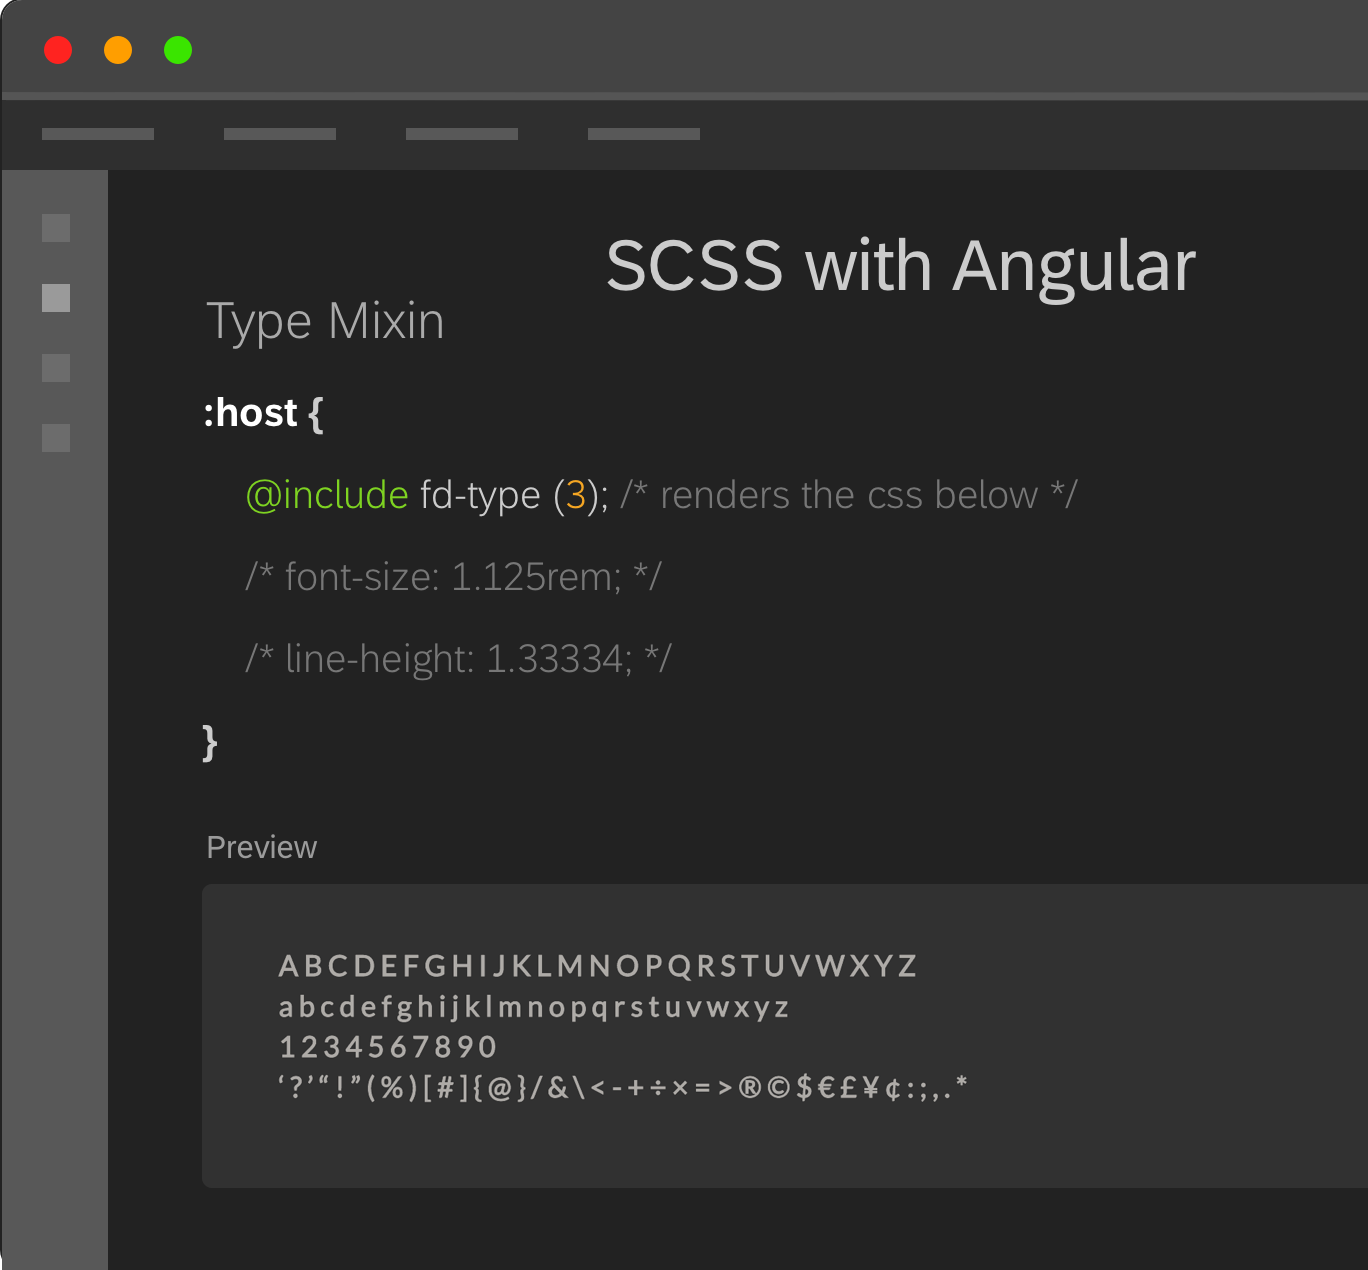 SCSS with Angular
Type Mixin
:host {
@include fd-type (3); /* renders the css below */
/* font-size: 1.125rem; */
/* line-height: 1.33334; */
}
Preview
ABCDEFGHIJKLMNOPQRSTUVWXYZ
abcdefghijklmnopqrstuvwxyz
1234567890
‘?’“!”(%)[#]{@}/&\<-+÷×=>®©$€£¥¢:;,.*